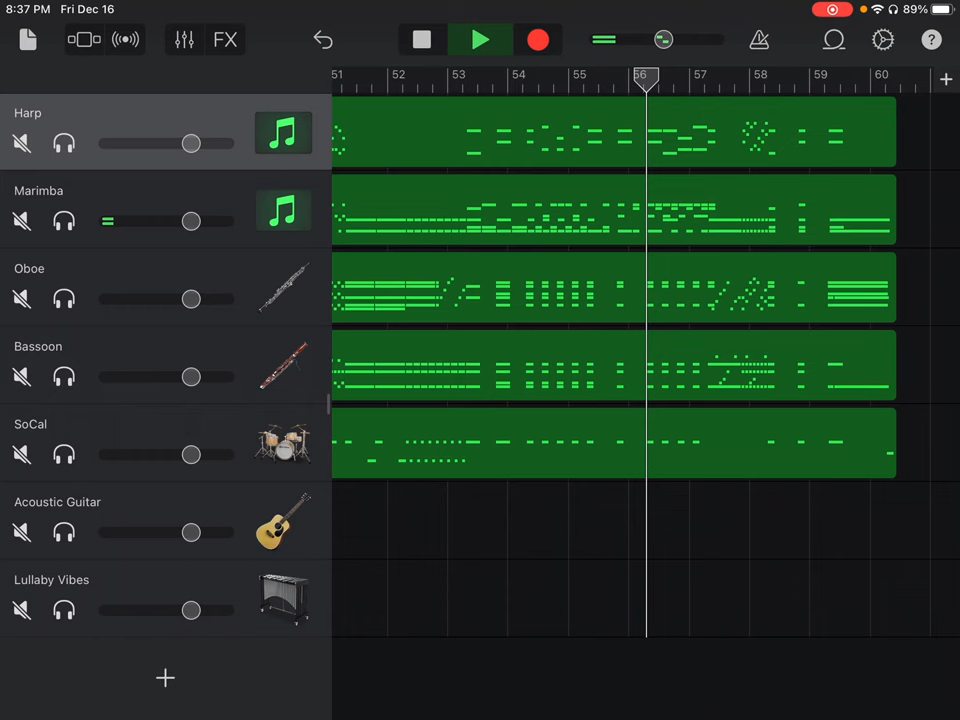 8:37 PM Fri Dec 16
89%
FX
?
51 52 53 54 55 56 57 58 59 60 +
Harp
Marimba
Oboe
Bassoon
SoCal
Acoustic Guitar
Lullaby Vibes
+